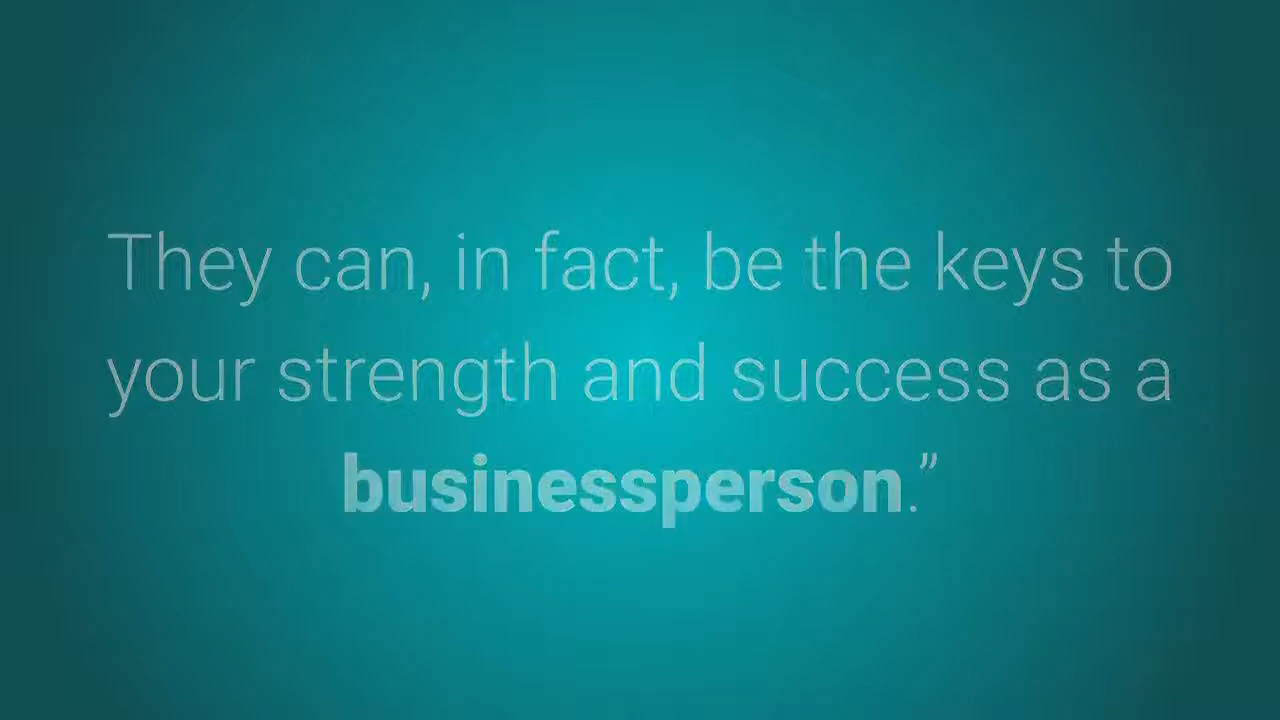 They can, in fact, be the keys to
your strength and success as a
businessperson.”